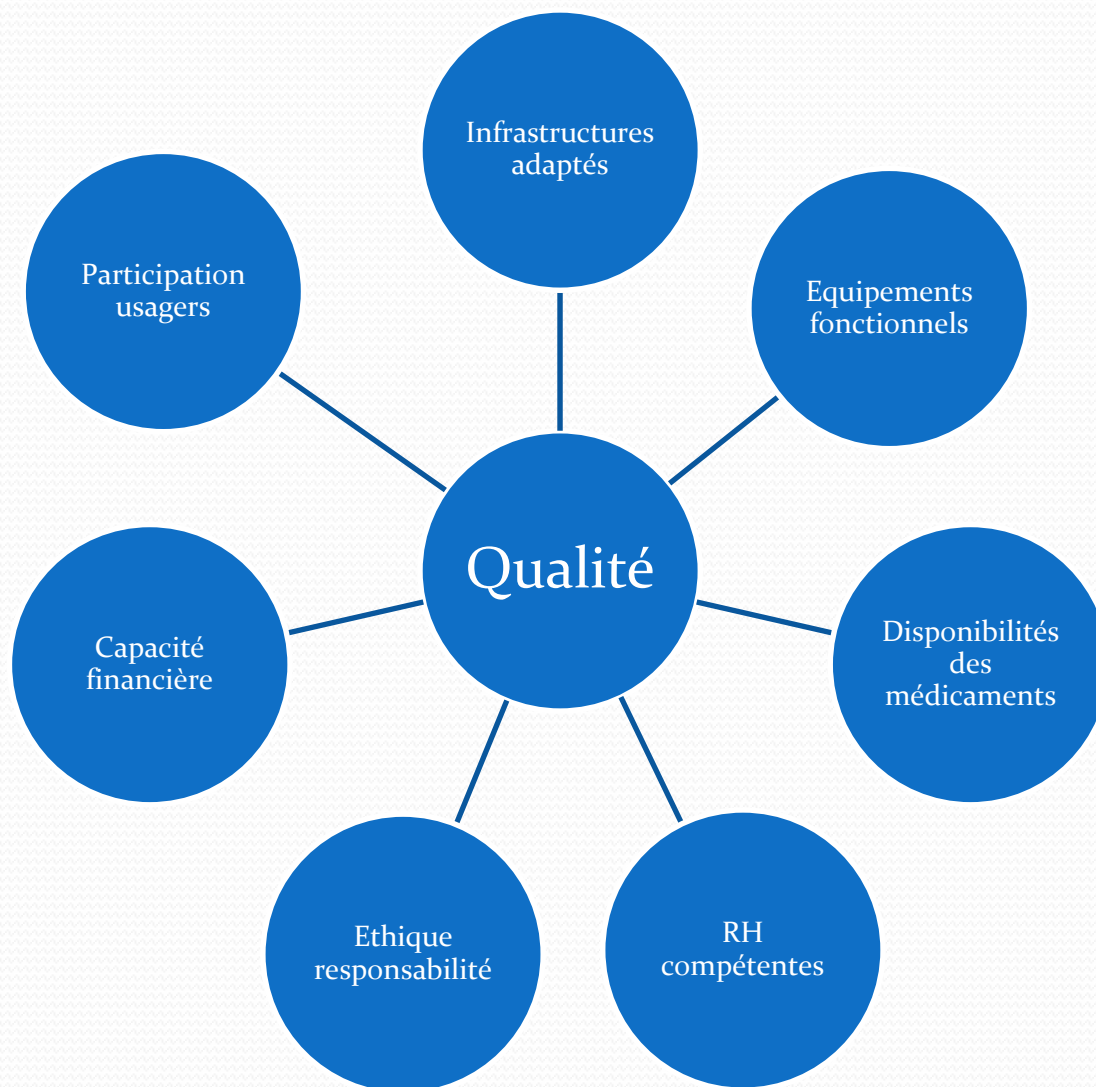 Infrastructures
adaptés
Participation
usagers
Equipements
fonctionnels
Qualité
Capacité
financière
Disponibilités
des
médicaments
Ethique
responsabilité
RH
compétentes